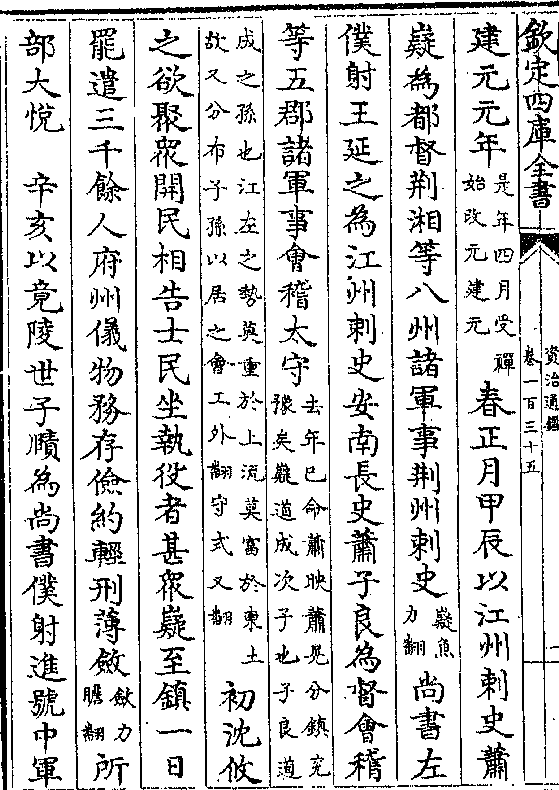 欽定四庫全書
資治通鑑
卷一百三十五
建元元年是年四月受禪始改元建元春正月甲辰以江州刺史蕭
嶷為都督荆湘等八州諸軍事荆州刺史嶷魚力翻尚書左
僕射王延之為江州刺史安南長史蕭子良為督會稽
等五郡諸軍事會稽太守去年已命蕭映蕭晃分鎮兖豫矣嶷道成次子也子良道
成之孫也江左之勢莫重於上流莫富於東土故又分布子孫以居之會工外翻守式又翻初沈攸
之欲聚衆開民相告士民坐執役者甚衆嶷至鎮一日
罷遣三千餘人府州儀物務存儉約輕刑薄斂斂力贍翻所
部大悅　辛亥以竟陵世子賾為尚書僕射進號中軍